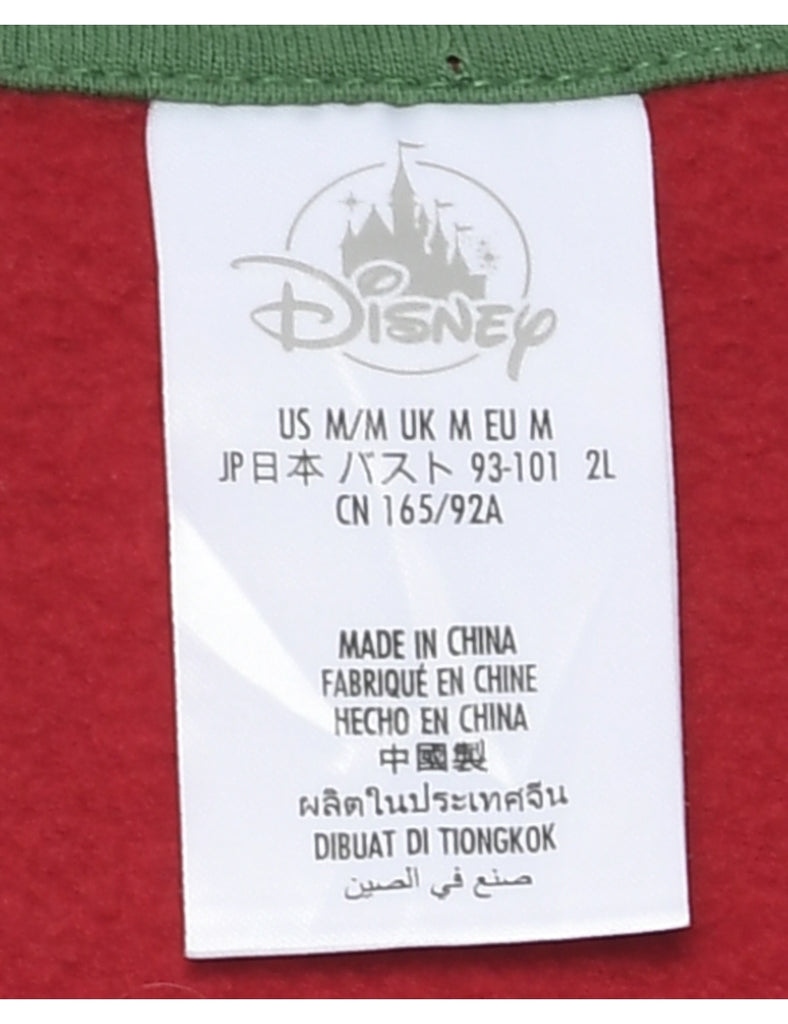 Disney
US M/M UK M EU M
JP日本 バスト 93-101 2L
CN 165/92A
MADE IN CHINA
FABRIQUÉ EN CHINE
HECHO EN CHINA
中國製
ผลิตในประเทศจีน
DIBUAT DI TIONGKOK
صنع في الصين